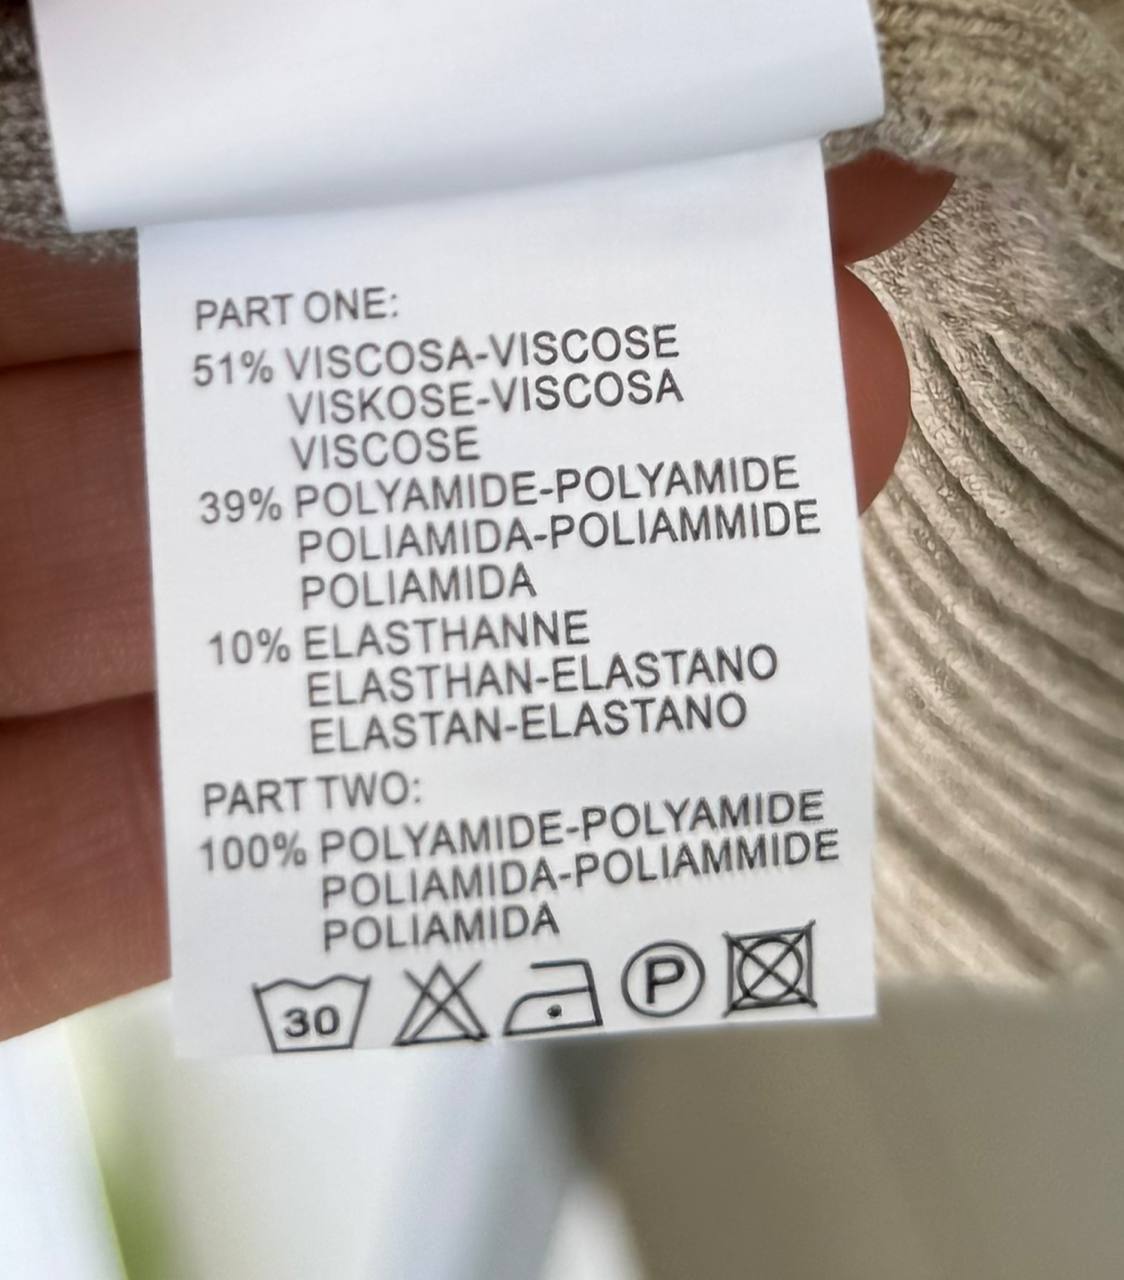 PART ONE:
51% VISCOSA-VISCOSE
VISKOSE-VISCOSA
VISCOSE
39% POLYAMIDE-POLYAMIDE
POLIAMIDA-POLIAMMIDE
POLIAMIDA
10% ELASTHANNE
ELASTHAN-ELASTANO
ELASTAN-ELASTANO
PART TWO:
100% POLYAMIDE-POLYAMIDE
POLIAMIDA-POLIAMMIDE
POLIAMIDA
30 P